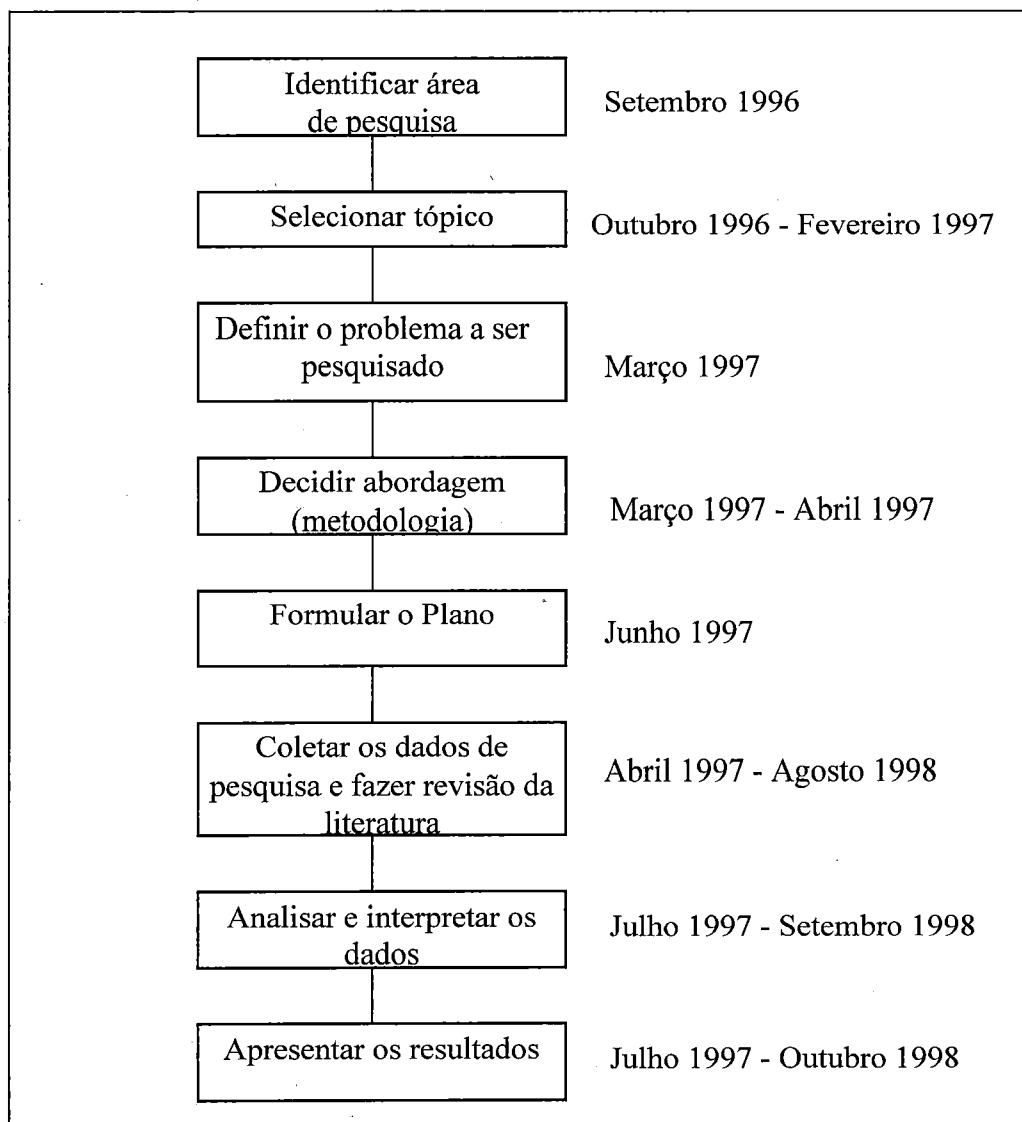 Identificar área
de pesquisa
Setembro 1996
Selecionar tópico
Outubro 1996 - Fevereiro 1997
Definir o problema a ser
pesquisado
Março 1997
Decidir abordagem
(metodologia)
Março 1997 - Abril 1997
Formular o Plano
Junho 1997
Coletar os dados de
pesquisa e fazer revisão da
literatura
Abril 1997 - Agosto 1998
Analisar e interpretar os
dados
Julho 1997 - Setembro 1998
Apresentar os resultados
Julho 1997 - Outubro 1998